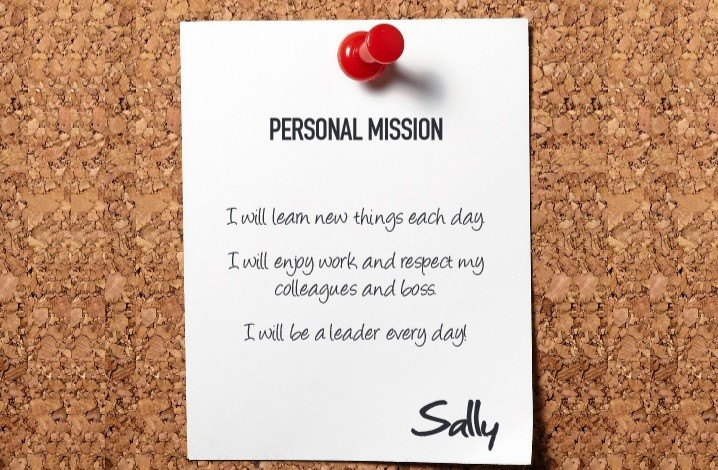 PERSONAL MISSION
I will learn new things each day.
I will enjoy work, and respect my
colleagues and boss.
I will be a leader every day!
Sally